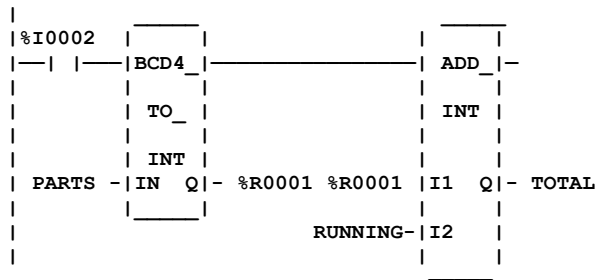 %I0002
BCD4_ ADD_
TO_ INT
INT
PARTS - IN Q - %R0001 %R0001 I1 Q - TOTAL
RUNNING- I2